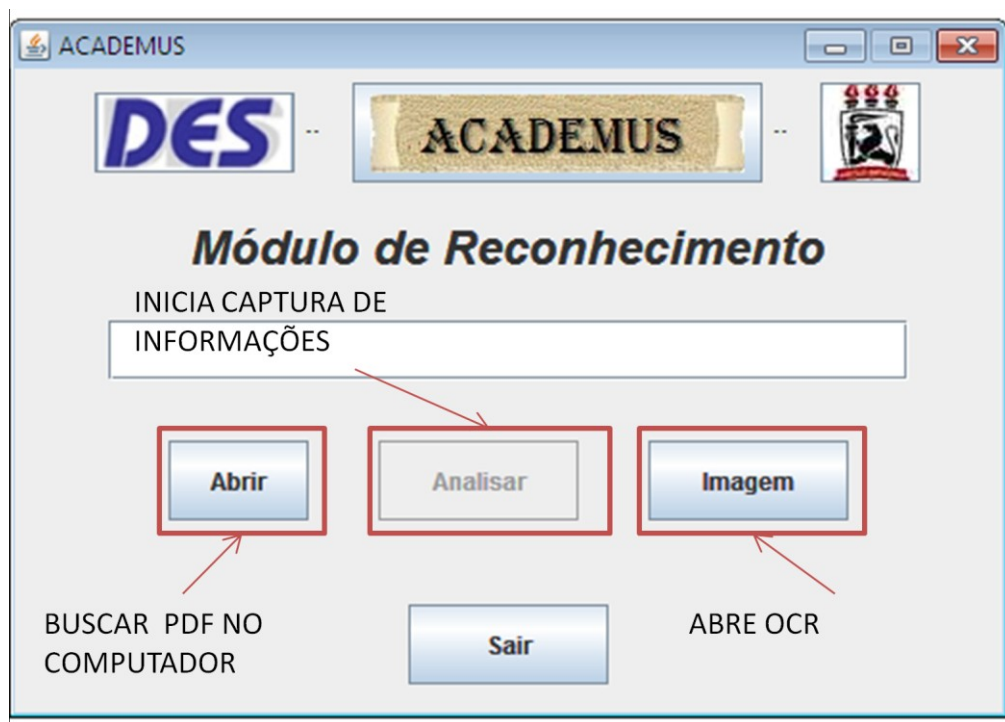 ACADEMUS
DES -- ACADEMUS --
Módulo de Reconhecimento
INICIA CAPTURA DE
INFORMAÇÕES
Abrir Analisar Imagem
BUSCAR PDF NO
COMPUTADOR
ABRE OCR
Sair